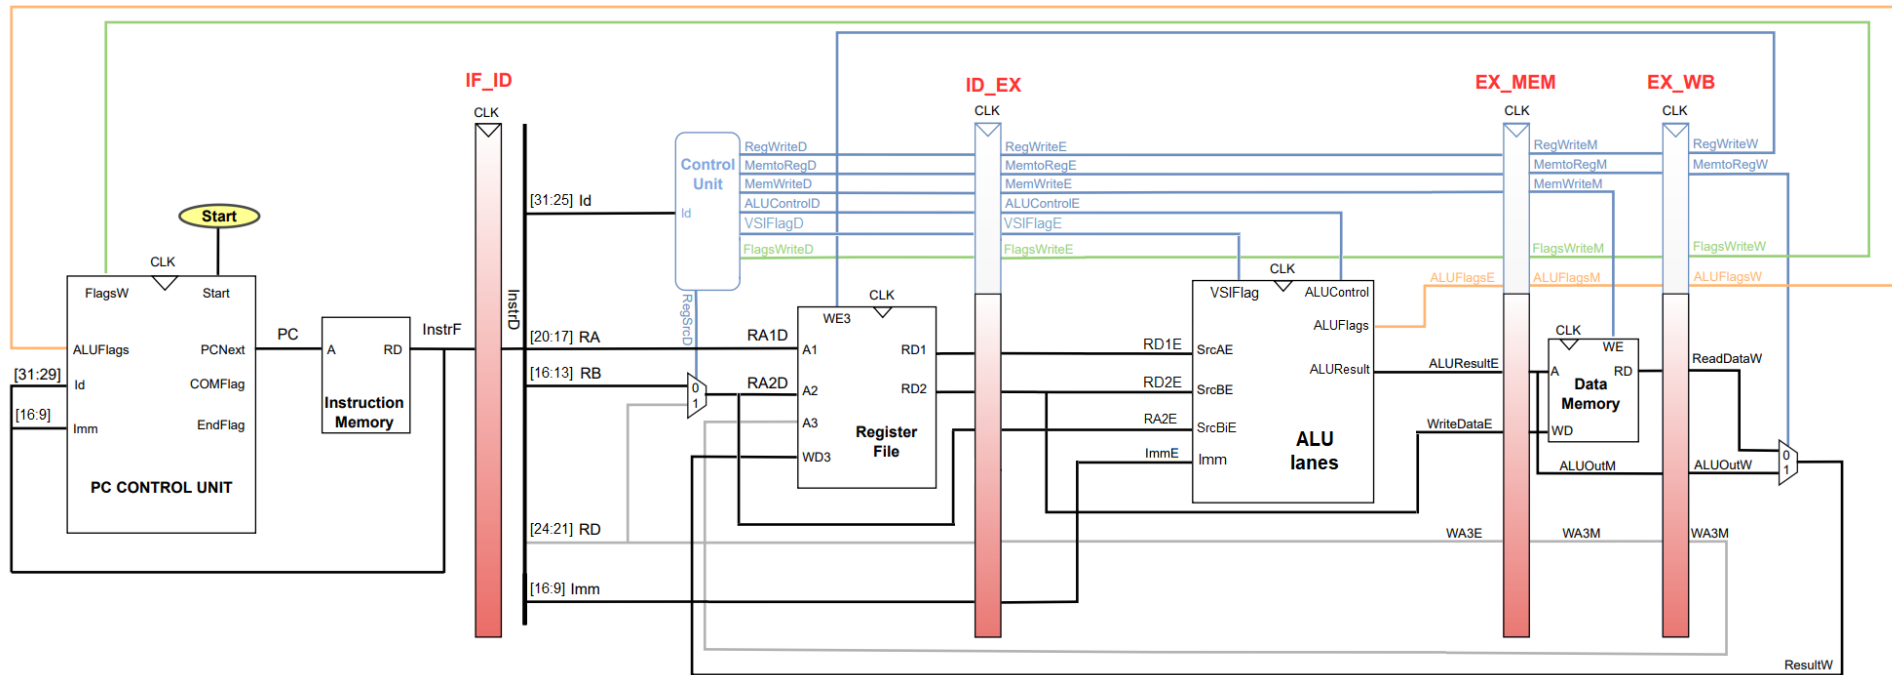 IF_ID
ID_EX
EX_MEM
EX_WB
CLK
CLK
CLK
CLK
Control
Unit
Id
RegWriteD
MemtoRegD
MemWriteD
ALUControlD
VSIFlagD
FlagsWriteD
RegSrcD
RegWriteE
MemtoRegE
MemWriteE
ALUControlE
VSIFlagE
FlagsWriteE
RegWriteM
MemtoRegM
MemWriteM
FlagsWriteM
ALUFlagsE
ALUFlagsM
RegWriteW
MemtoRegW
FlagsWriteW
ALUFlagsW
Start
CLK
FlagsW
Start
ALUFlags
PCNext
Id
COMFlag
Imm
EndFlag
PC CONTROL UNIT
[31:29]
[16:9]
PC
A
RD
Instruction
Memory
InstrF
InstrD
[31:25] Id
[20:17] RA
[16:13] RB
[24:21] RD
[16:9] Imm
0
1
RA1D
RA2D
CLK
WE3
A1
RD1
A2
RD2
A3
WD3
Register
File
RD1E
RD2E
RA2E
ImmE
CLK
VSIFlag
ALUControl
ALUFlags
SrcAE
ALUResult
SrcBE
SrcBiE
Imm
ALU
lanes
ALUResultE
WriteDataE
WA3E
CLK
WE
A
RD
Data
Memory
WD
ALUOutM
WA3M
ReadDataW
ALUOutW
WA3M
0
1
ResultW